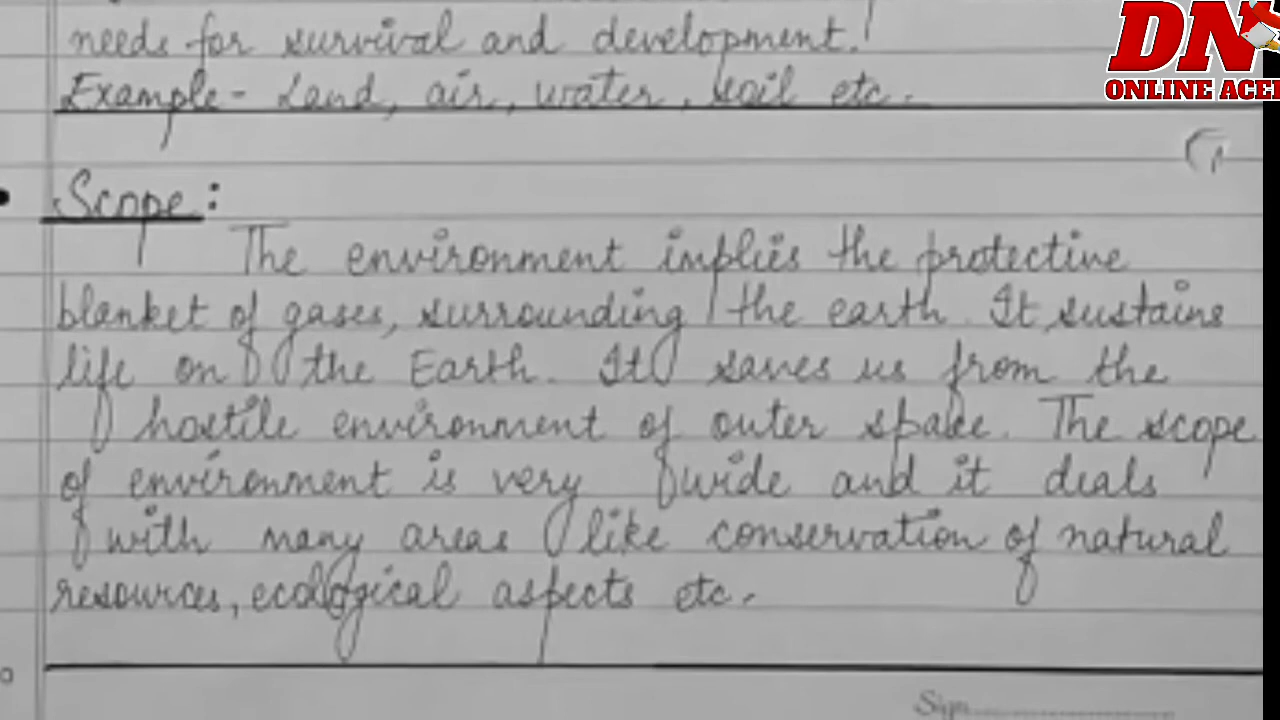 needs for survival and development.
Example - Land, air, water, soil etc.
DN
ONLINE
Scope:
The environment implies the protective
blanket of gases, surrounding the earth. It sustains
life on the Earth. It saves us from the
hostile environment of outer space. The scope
of environment is very wide and it deals
with many areas like conservation of natural
resources, ecological aspects etc.
Sign